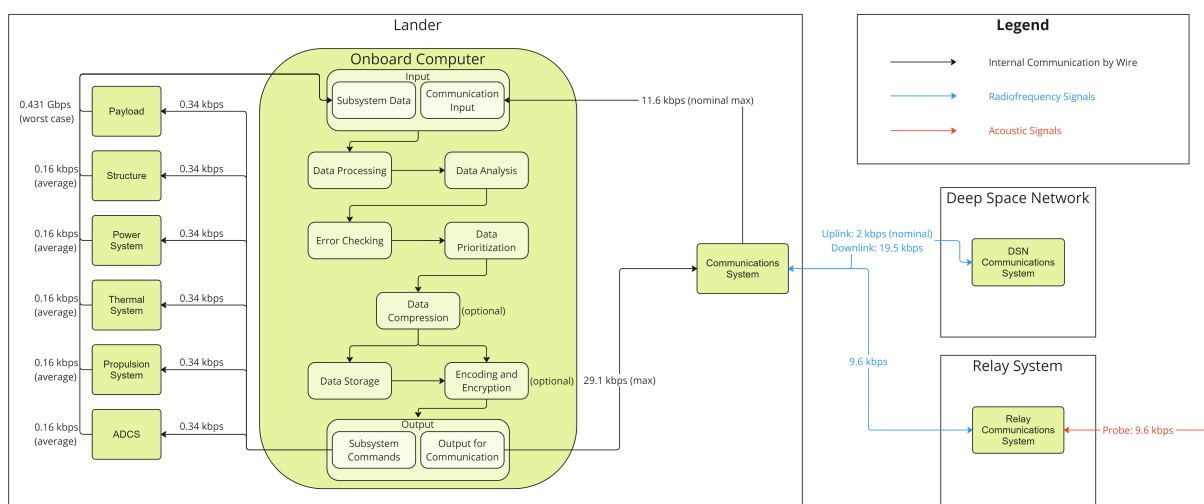 Lander
Legend
Internal Communication by Wire
Radiofrequency Signals
Acoustic Signals
Onboard Computer
Input
Subsystem Data
Communication
Input
11.6 kbps (nominal max)
0.431 Gbps
(worst case)
Payload
0.34 kbps
Data Processing
Data Analysis
0.16 kbps
(average)
Structure
0.34 kbps
Error Checking
Data
Prioritization
0.16 kbps
(average)
Power
System
0.34 kbps
Data
Compression
(optional)
0.16 kbps
(average)
Thermal
System
0.34 kbps
Data Storage
Encoding and
Encryption
(optional)
0.16 kbps
(average)
Propulsion
System
0.34 kbps
29.1 kbps (max)
Output
Subsystem
Commands
Output for
Communication
0.16 kbps
(average)
ADCS
0.34 kbps
Communications
System
Uplink: 2 kbps (nominal)
Downlink: 19.5 kbps
9.6 kbps
Deep Space Network
DSN
Communications
System
Relay System
Relay
Communications
System
Probe: 9.6 kbps